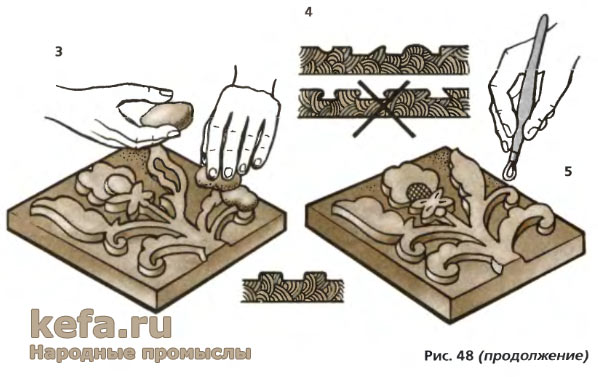 3
4
5
kefa.ru
Народные промыслы
Рис. 48 (продолжение)